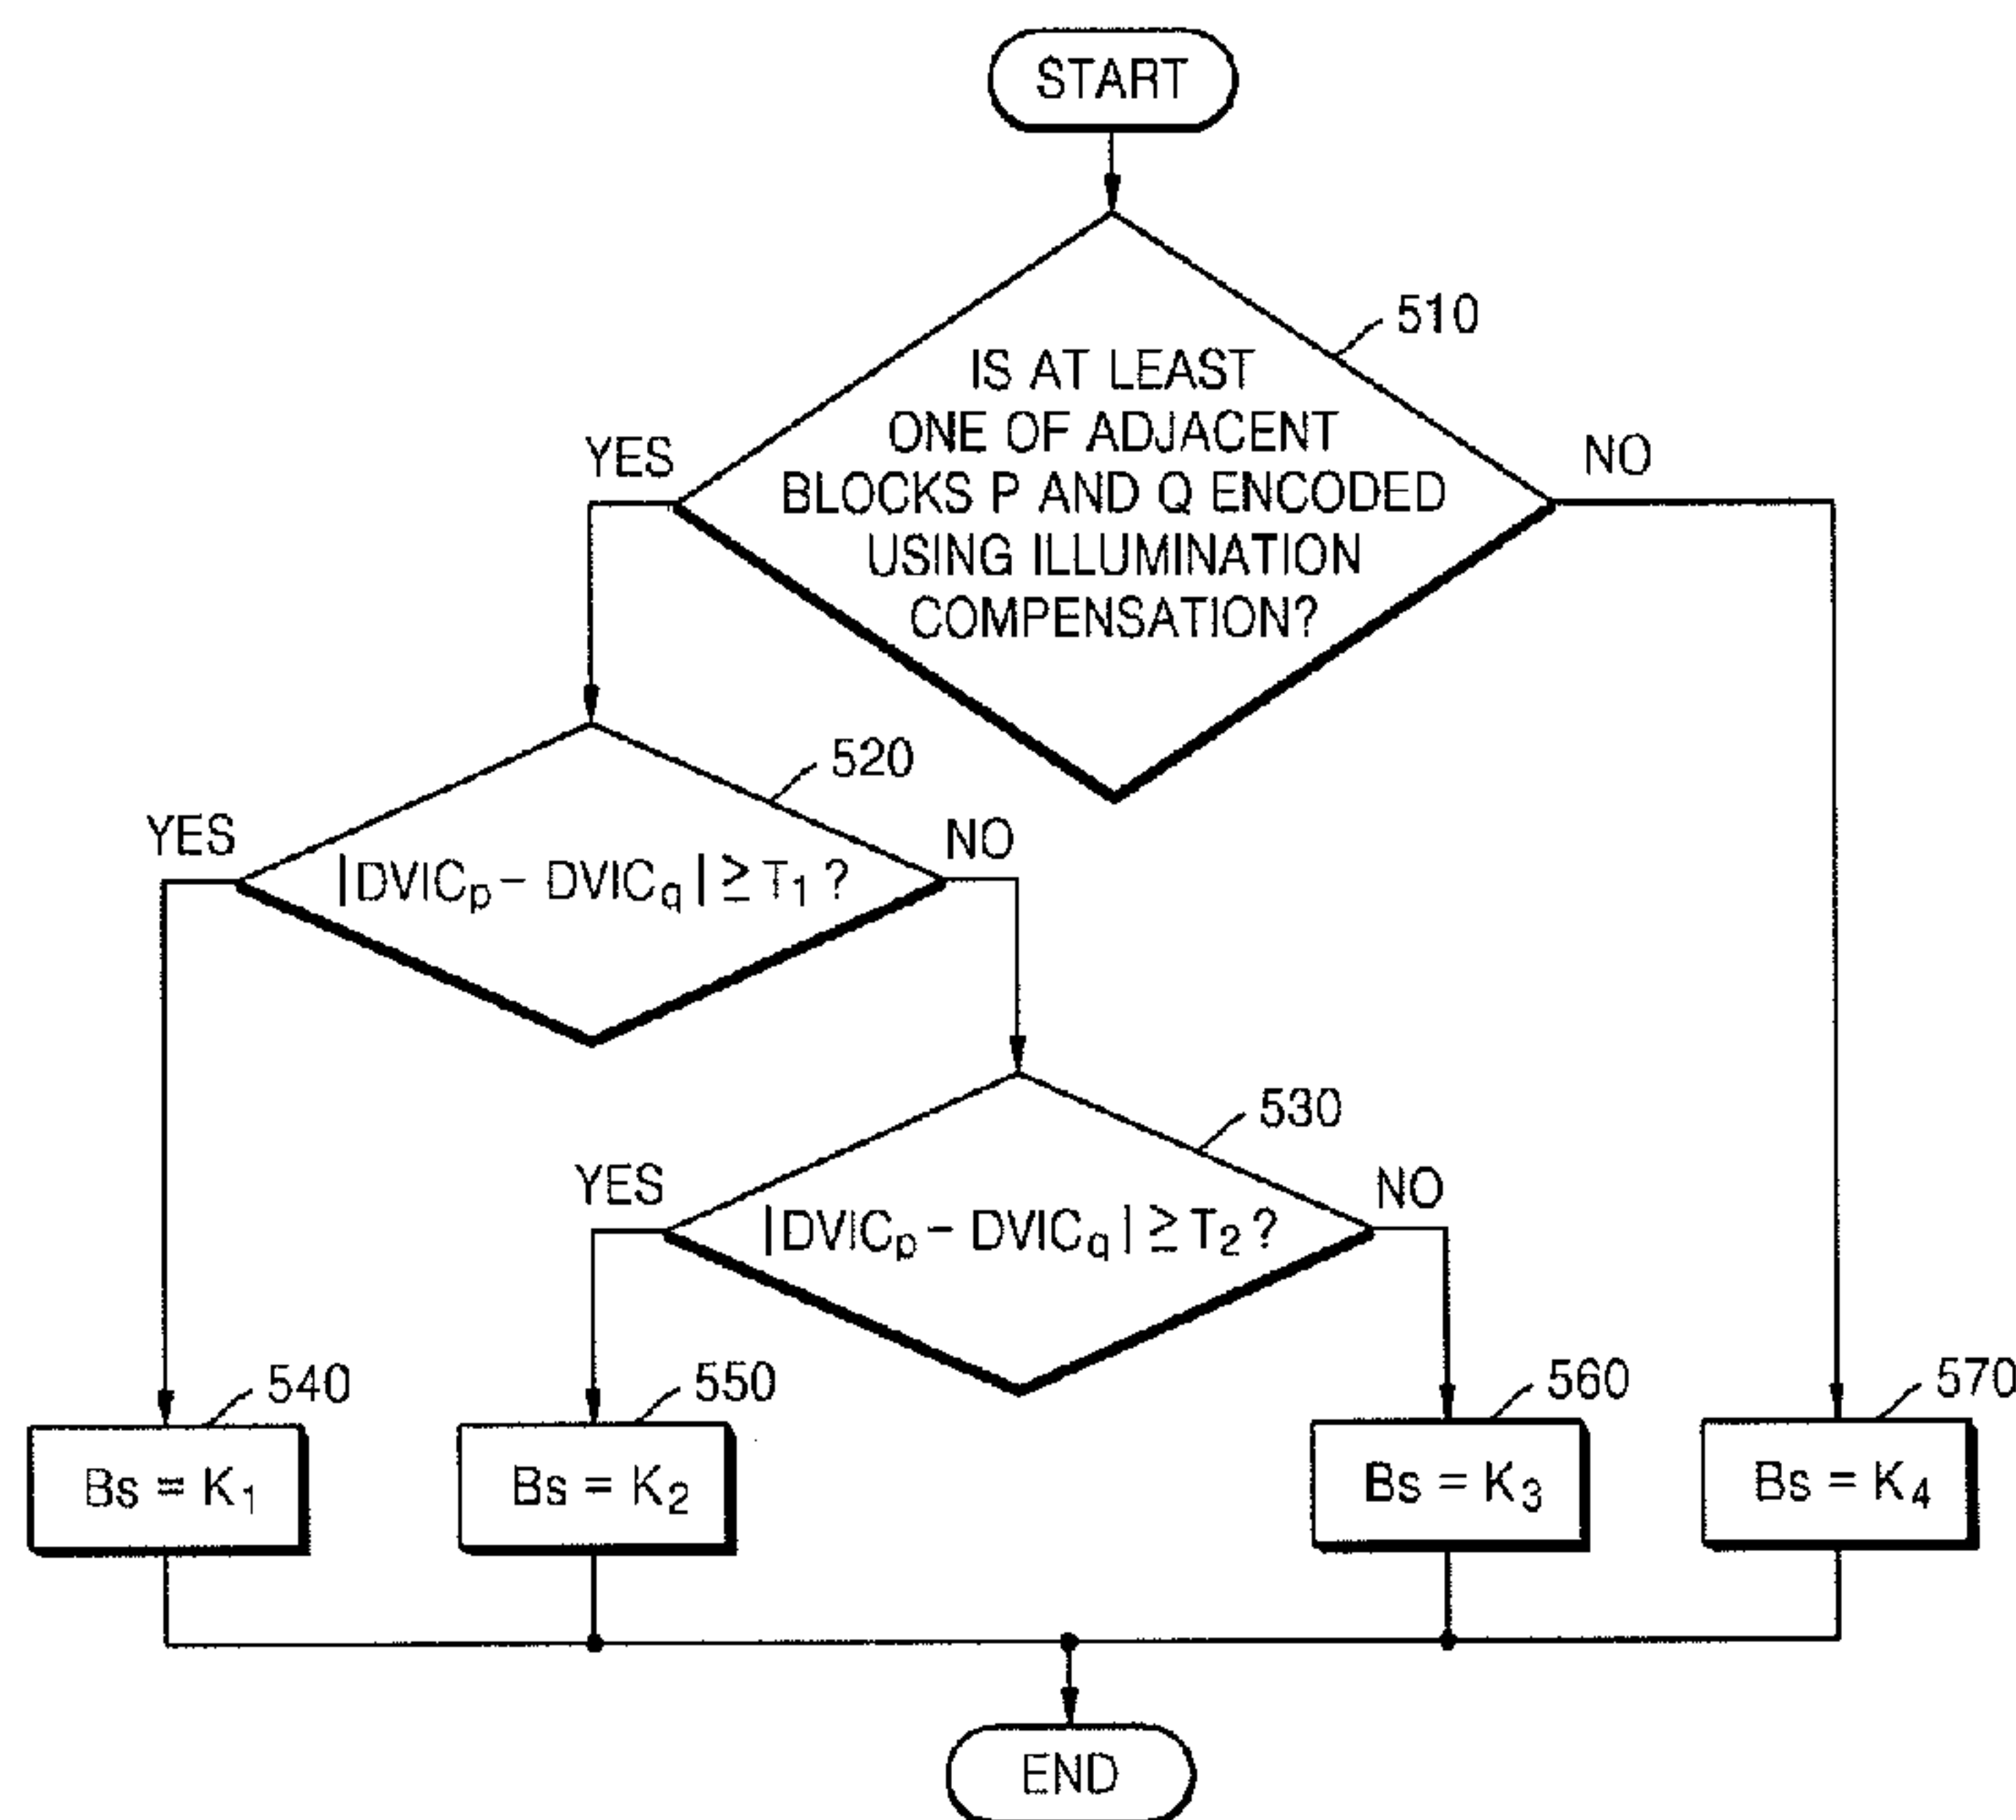 START
510
IS AT LEAST
ONE OF ADJACENT
BLOCKS P AND Q ENCODED
USING ILLUMINATION
COMPENSATION?
YES
NO
520
YES
NO
|DVICp – DVICq| ≥ T1 ?
530
YES
NO
|DVICp – DVICq| ≥ T2 ?
540
550
560
570
Bs = K1
Bs = K2
Bs = K3
Bs = K4
END